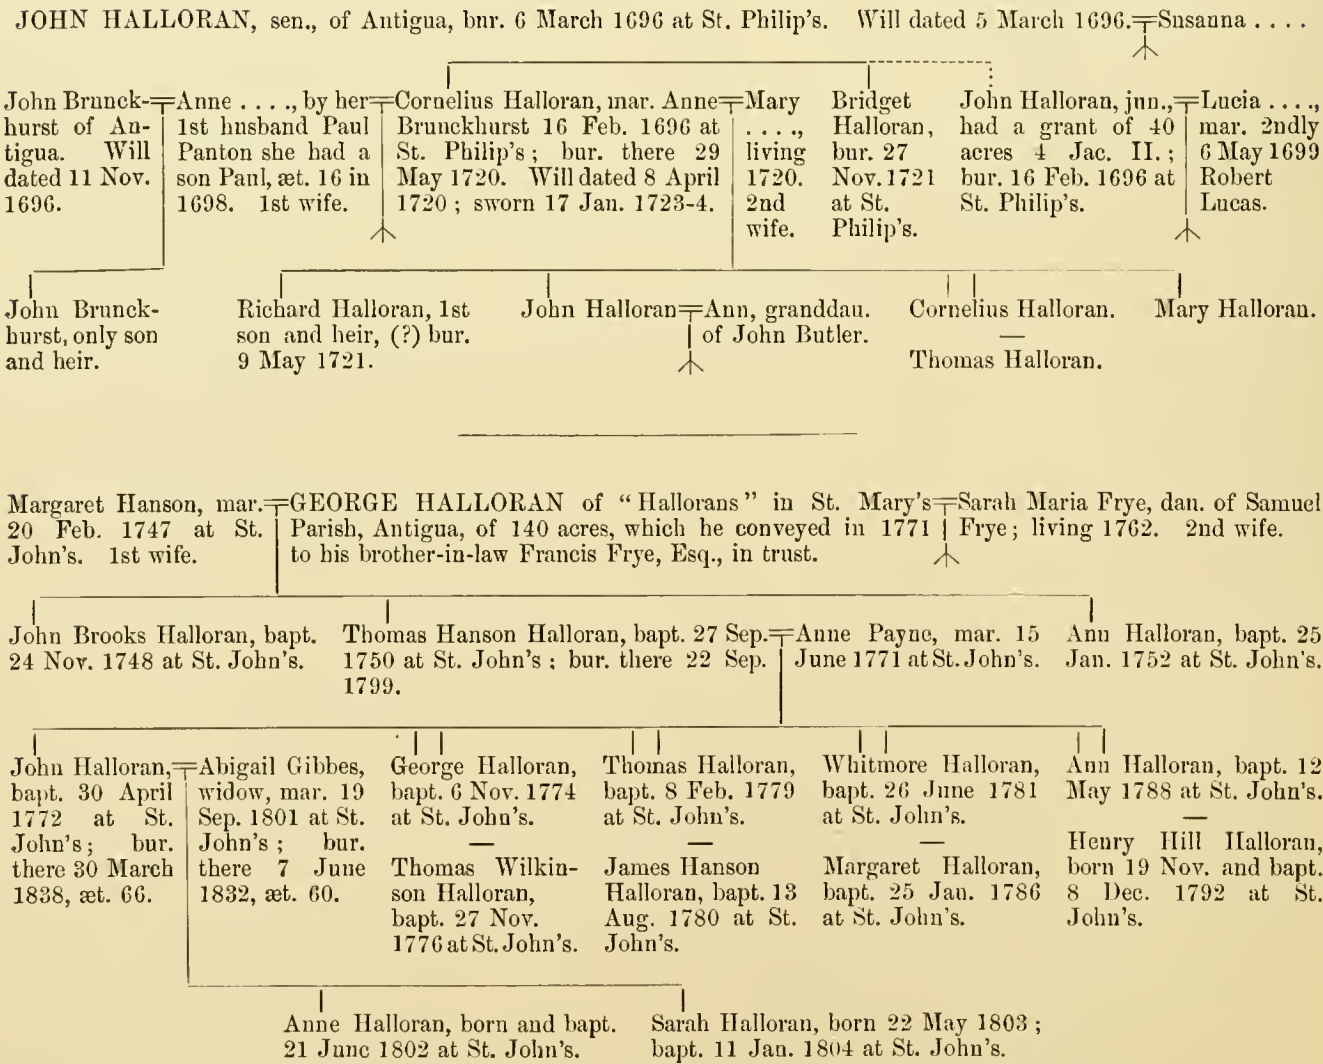 JOHN HALLORAN, sen., of Antigua, bur. 6 March 1696 at St. Philip's. Will dated 5 March 1696.╤Susanna . . . .
John Brunck-
hurst of An-
tigua. Will
dated 11 Nov.
1696.
Anne . . . ., by her
1st husband Paul
Panton she had a
son Paul, æt. 16 in
1698. 1st wife.
Cornelius Halloran, mar. Anne
Brunckhurst 16 Feb. 1696 at
St. Philip's; bur. there 29
May 1720. Will dated 8 April
1720; sworn 17 Jan. 1723-4.
Mary
. . . .,
living
1720.
2nd
wife.
Bridget
Halloran,
bur. 27
Nov. 1721
at St.
Philip's.
John Halloran, jun.,
had a grant of 40
acres 4 Jac. II.;
bur. 16 Feb. 1696 at
St. Philip's.
Lucia . . . .,
mar. 2ndly
6 May 1699
Robert
Lucas.
John Brunck-
hurst, only son
and heir.
Richard Halloran, 1st
son and heir, (?) bur.
9 May 1721.
John Halloran
Ann, granddau.
of John Butler.
Cornelius Halloran.
—
Thomas Halloran.
Mary Halloran.
Margaret Hanson, mar.
20 Feb. 1747 at St.
John's. 1st wife.
GEORGE HALLORAN of "Hallorans" in St. Mary's
Parish, Antigua, of 140 acres, which he conveyed in 1771
to his brother-in-law Francis Frye, Esq., in trust.
Sarah Maria Frye, dau. of Samuel
Frye; living 1762. 2nd wife.
John Brooks Halloran, bapt.
24 Nov. 1748 at St. John's.
Thomas Hanson Halloran, bapt. 27 Sep.
1750 at St. John's; bur. there 22 Sep.
1799.
Anne Payne, mar. 15
June 1771 at St. John's.
Ann Halloran, bapt. 25
Jan. 1752 at St. John's.
John Halloran,
bapt. 30 April
1772 at St.
John's; bur.
there 30 March
1838, æt. 66.
Abigail Gibbes,
widow, mar. 19
Sep. 1801 at St.
John's; bur.
there 7 June
1832, æt. 60.
George Halloran,
bapt. 6 Nov. 1774
at St. John's.
—
Thomas Wilkin-
son Halloran,
bapt. 27 Nov.
1776 at St. John's.
Thomas Halloran,
bapt. 8 Feb. 1779
at St. John's.
—
James Hanson
Halloran, bapt. 13
Aug. 1780 at St.
John's.
Whitmore Halloran,
bapt. 26 June 1781
at St. John's.
—
Margaret Halloran,
bapt. 25 Jan. 1786
at St. John's.
Ann Halloran, bapt. 12
May 1788 at St. John's.
—
Henry Hill Halloran,
born 19 Nov. and bapt.
8 Dec. 1792 at St.
John's.
Anne Halloran, born and bapt.
21 June 1802 at St. John's.
Sarah Halloran, born 22 May 1803;
bapt. 11 Jan. 1804 at St. John's.